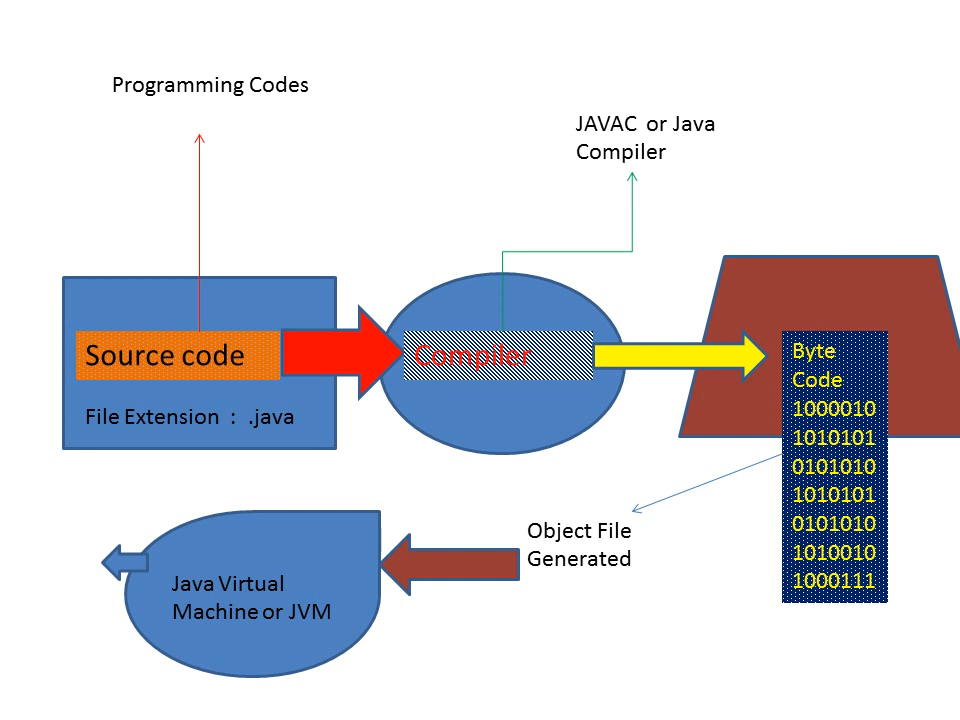 Programming Codes
JAVAC or Java
Compiler
Source code
File Extension : .java
Compiler
Byte
Code
1000010
1010101
0101010
1010101
0101010
1010010
1000111
Object File
Generated
Java Virtual
Machine or JVM